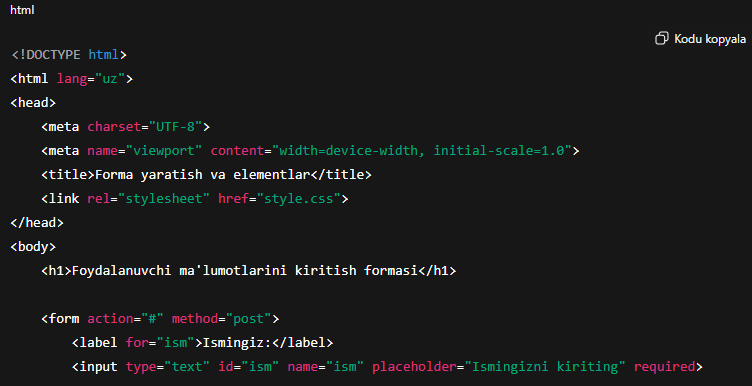 html
Kodu kopyala
<!DOCTYPE html>
<html lang="uz">
<head>
    <meta charset="UTF-8">
    <meta name="viewport" content="width=device-width, initial-scale=1.0">
    <title>Forma yaratish va elementlar</title>
    <link rel="stylesheet" href="style.css">
</head>
<body>
    <h1>Foydalanuvchi ma'lumotlarini kiritish formasi</h1>
    <form action="#" method="post">
        <label for="ism">Ismingiz:</label>
        <input type="text" id="ism" name="ism" placeholder="Ismingizni kiriting" required>